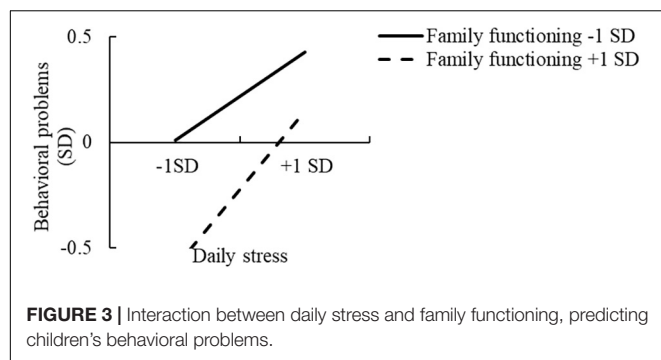 0.5
0
-0.5
Behavioral problems
(SD)
-1SD
+1 SD
Daily stress
Family functioning -1 SD
Family functioning +1 SD
FIGURE 3 | Interaction between daily stress and family functioning, predicting
children's behavioral problems.